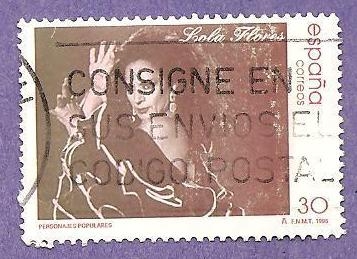 Lola Flores
españa
correos
CONSIGNE EN
SUS ENVIOS EL
CODIGO POSTAL
30
PERSONAJES POPULARES
F.N.M.T. 1996